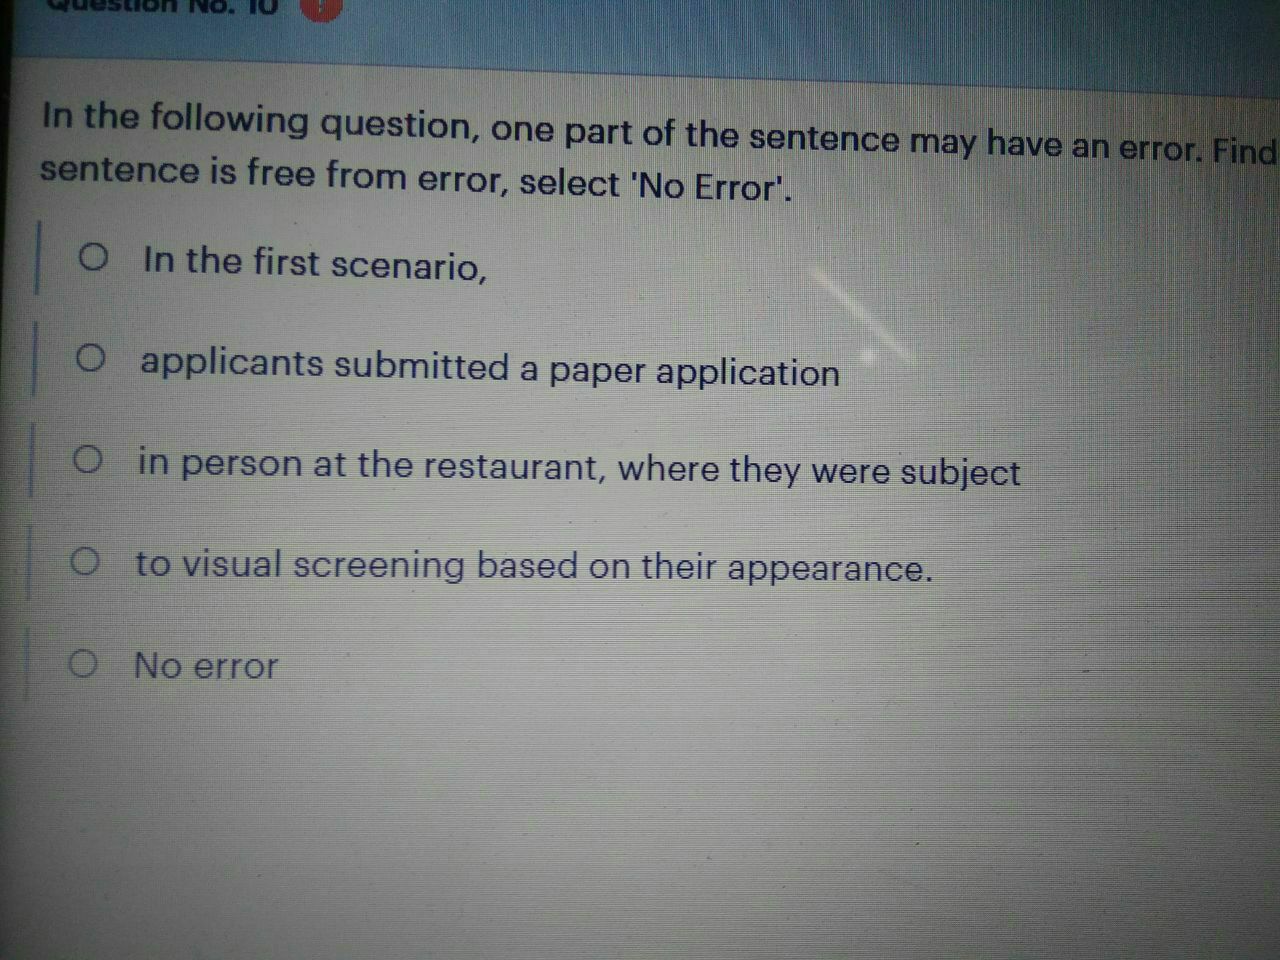 Question No. 10
In the following question, one part of the sentence may have an error. Find
sentence is free from error, select 'No Error'.
In the first scenario,
applicants submitted a paper application
in person at the restaurant, where they were subject
to visual screening based on their appearance.
No error